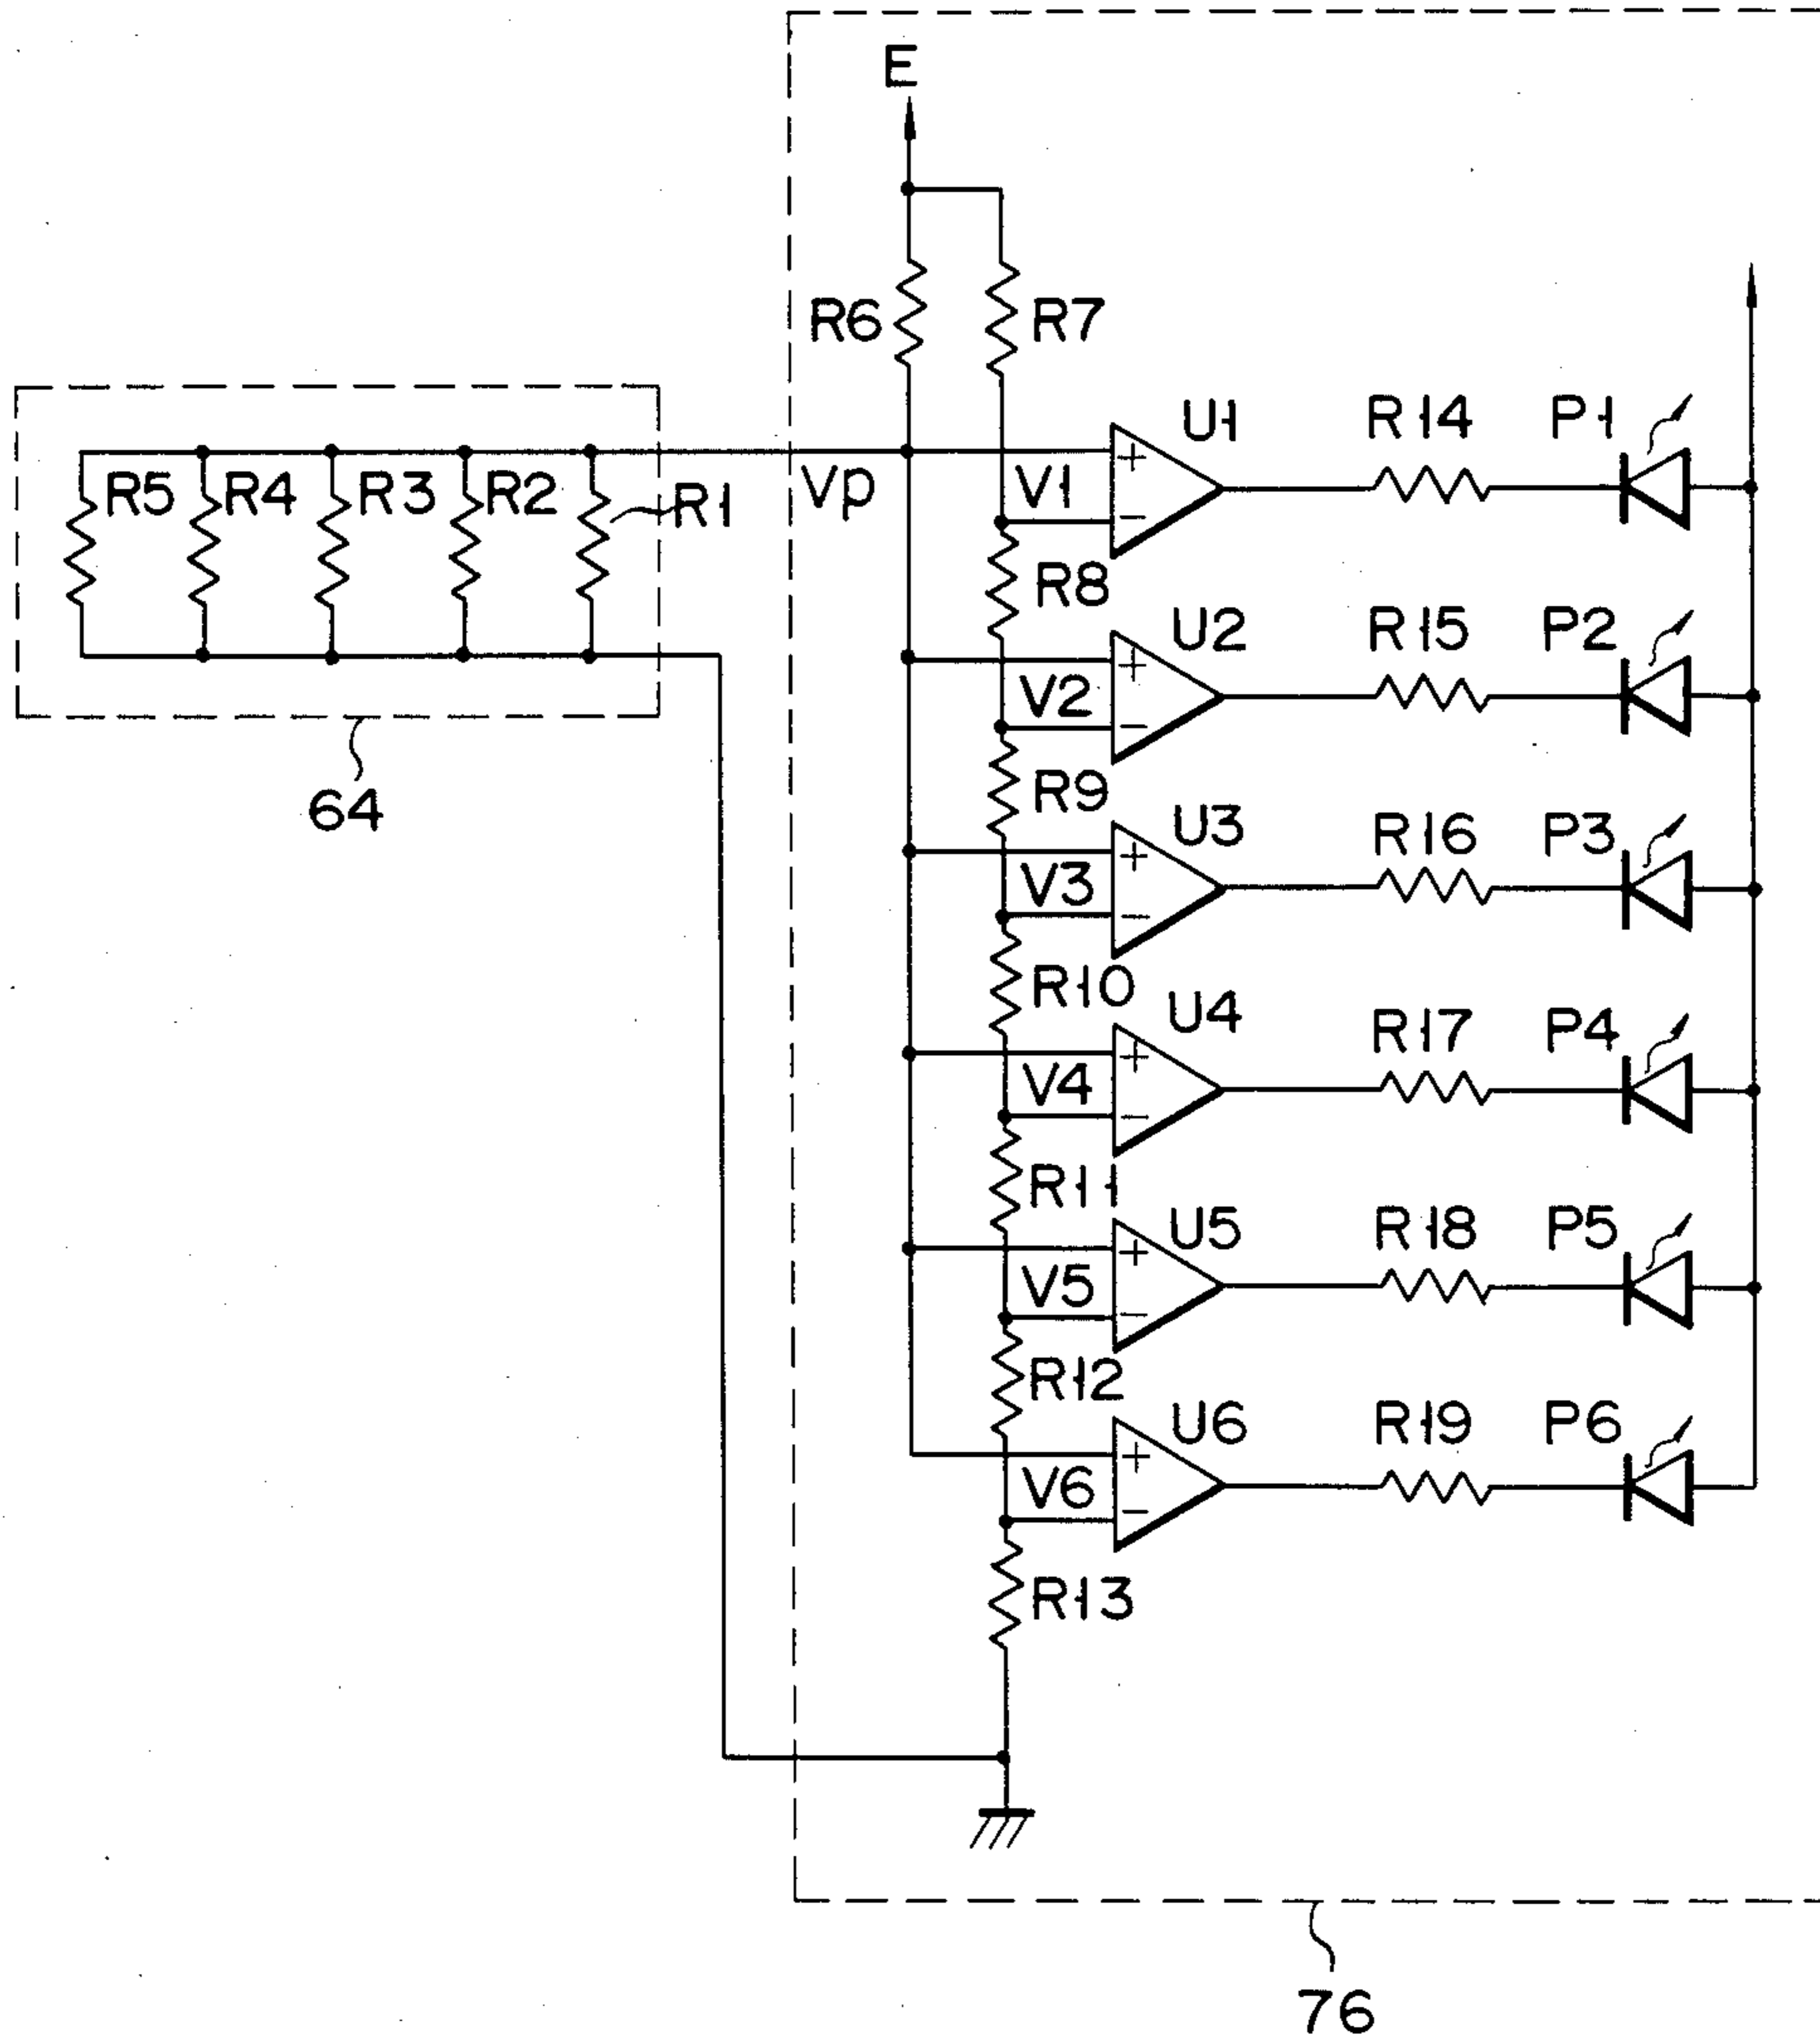 E
R6
R7
U1
R14
P1
R5
R4
R3
R2
R1
Vp
V1
+
−
R8
U2
R15
P2
+
V2
−
64
R9
U3
R16
P3
+
V3
−
R10
U4
R17
P4
+
V4
−
R11
U5
R18
P5
+
V5
−
R12
U6
R19
P6
+
V6
−
R13
76